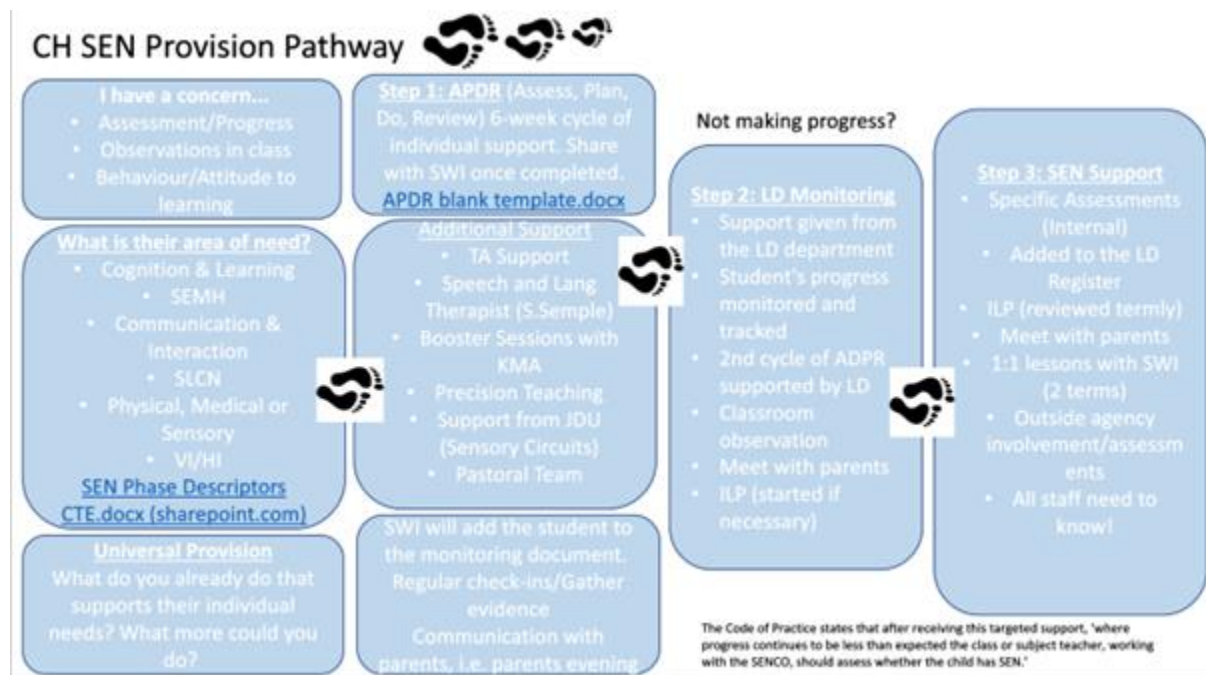 CH SEN Provision Pathway
I have a concern...
• Assessment/Progress
• Observations in class
• Behaviour/Attitude to
learning
What is their area of need?
• Cognition & Learning
• SEMH
• Communication &
Interaction
• SLCN
• Physical, Medical or
Sensory
• VI/HI
SEN Phase Descriptors
CTE.docx (sharepoint.com)
Universal Provision
What do you already do that
supports their individual
needs? What more could you
do?
Step 1: APDR (Assess, Plan,
Do, Review) 6-week cycle of
individual support. Share
with SWI once completed.
APDR blank template.docx
Additional Support
• TA Support
• Speech and Lang
Therapist (S.Semple)
• Booster Sessions with
KMA
• Precision Teaching
• Support from JDU
(Sensory Circuits)
• Pastoral Team
SWI will add the student to
the monitoring document.
Regular check-ins/Gather
evidence
Communication with
parents, i.e. parents evening
Not making progress?
Step 2: LD Monitoring
• Support given from
the LD department
• Student's progress
monitored and
tracked
• 2nd cycle of ADPR
supported by LD
• Classroom
observation
• Meet with parents
• ILP (started if
necessary)
Step 3: SEN Support
• Specific Assessments
(Internal)
• Added to the LD
Register
• ILP (reviewed termly)
• Meet with parents
• 1:1 lessons with SWI
(2 terms)
• Outside agency
involvement/assessm
ents
• All staff need to
know!
The Code of Practice states that after receiving this targeted support, 'where
progress continues to be less than expected the class or subject teacher, working
with the SENCO, should assess whether the child has SEN.'